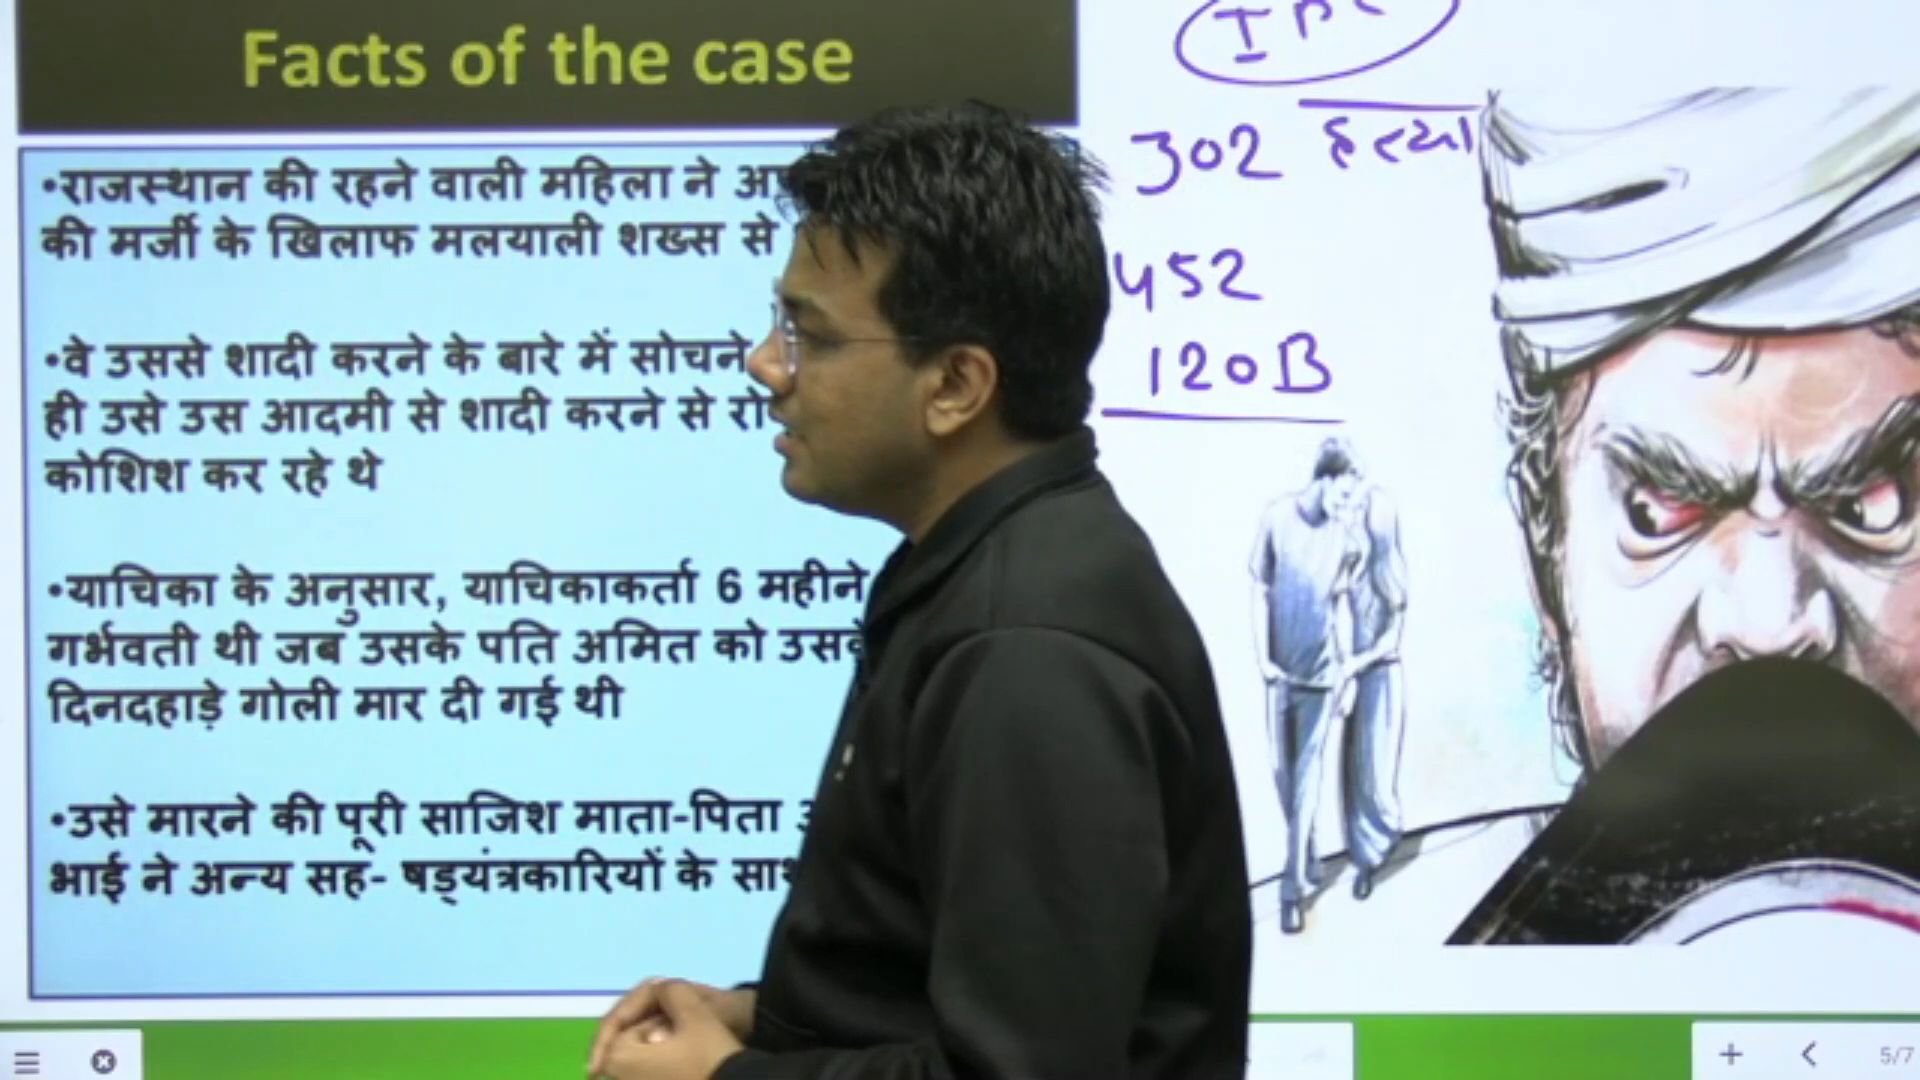 Facts of the case
•राजस्थान की रहने वाली महिला ने
की मर्जी के खिलाफ मलयाली शख्स से
•वे उससे शादी करने के बारे में सोचने
ही उसे उस आदमी से शादी करने से
कोशिश कर रहे थे
•याचिका के अनुसार, याचिकाकर्ता 6 महीने
गर्भवती थी जब उसके पति अमित को
दिनदहाड़े गोली मार दी गई थी
•उसे मारने की पूरी साजिश माता-पिता
भाई ने अन्य सह- षड्यंत्रकारियों के
302 हत्या
452
120B
5/7